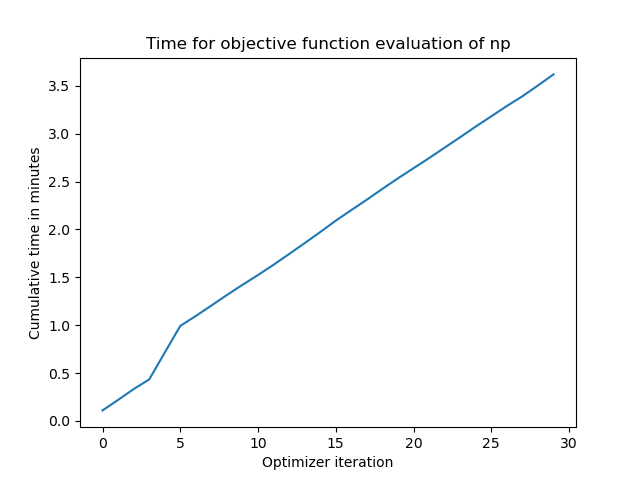 Time for objective function evaluation of np
Cumulative time in minutes
3.5
3.0
2.5
2.0
1.5
1.0
0.5
0.0
0 5 10 15 20 25 30
Optimizer iteration